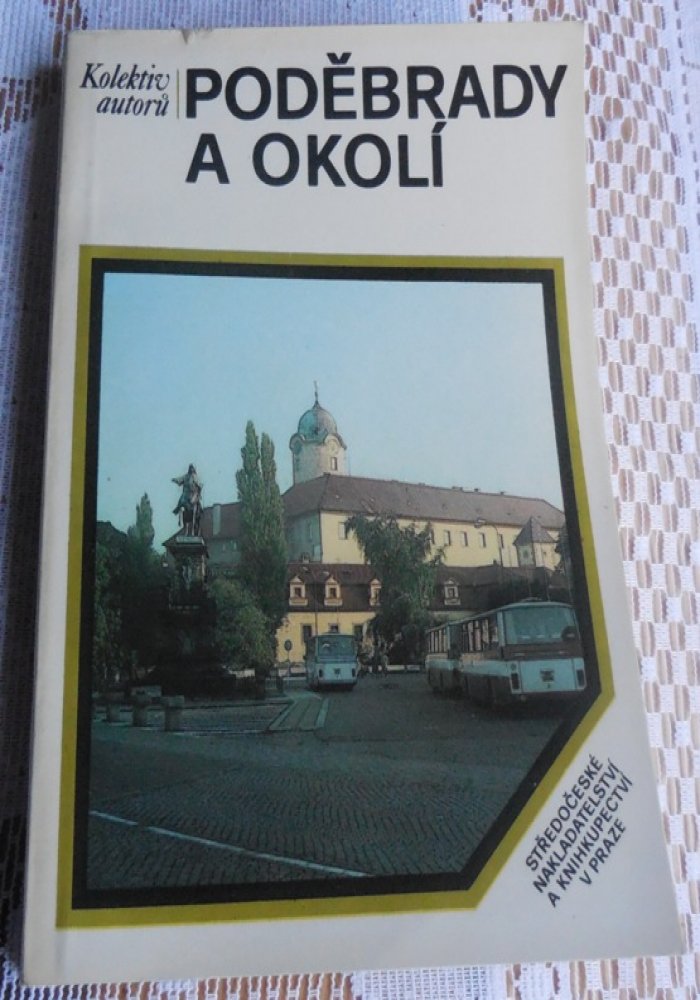 Kolektiv
autorů
PODĚBRADY
A OKOLÍ
STŘEDOČESKÉ
NAKLADATELSTVÍ
A KNIHKUPECTVÍ
V PRAZE